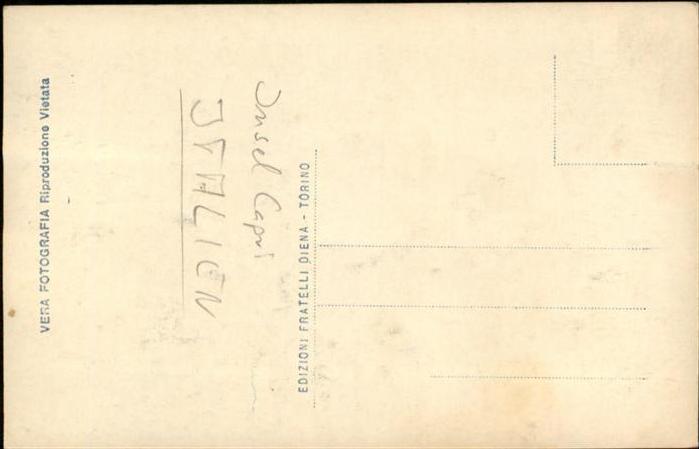 VERA FOTOGRAFIA Riproduzione Vietata
Insel Capri
ITALIEN
EDIZIONI FRATELLI DIENA - TORINO